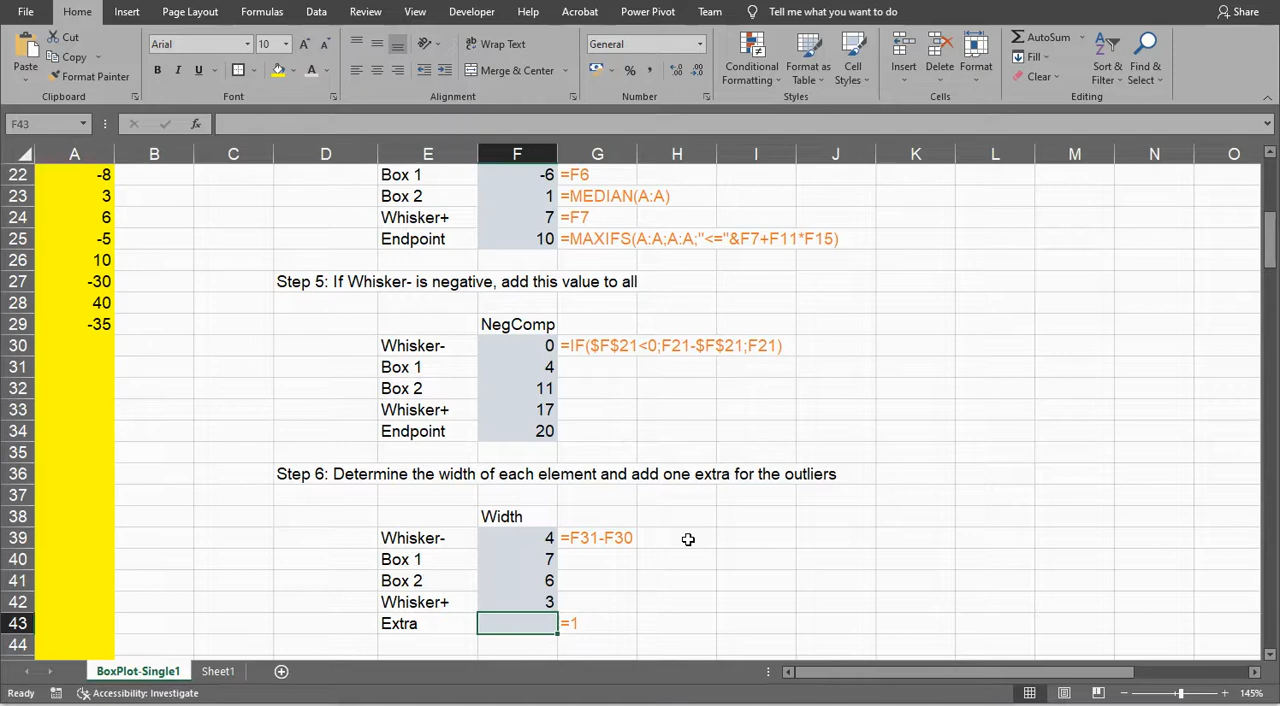 File Home Insert Page Layout Formulas Data Review View Developer Help Acrobat Power Pivot Team Tell me what you want to do Share
Paste
Cut
Copy
Format Painter
Clipboard
Arial 10
B I U
Font
Wrap Text
Merge & Center
Alignment
General
Number
Conditional Formatting
Format as Table
Cell Styles
Styles
Insert Delete Format
Cells
AutoSum
Fill
Clear
Sort & Filter
Find & Select
Editing
F43 fx
A B C D E F G H I J K L M N O
22 -8 Box 1 -6 =F6
23 3 Box 2 1 =MEDIAN(A:A)
24 6 Whisker+ 7 =F7
25 -5 Endpoint 10 =MAXIFS(A:A;A:A;"<="&F7+F11*F15)
26 10
27 -30 Step 5: If Whisker- is negative, add this value to all
28 40
29 -35 NegComp
30 Whisker- 0 =IF($F$21<0;F21-$F$21;F21)
31 Box 1 4
32 Box 2 11
33 Whisker+ 17
34 Endpoint 20
35
36 Step 6: Determine the width of each element and add one extra for the outliers
37
38 Width
39 Whisker- 4 =F31-F30
40 Box 1 7
41 Box 2 6
42 Whisker+ 3
43 Extra =1
44
BoxPlot-Single1 Sheet1
Ready Accessibility: Investigate 145%